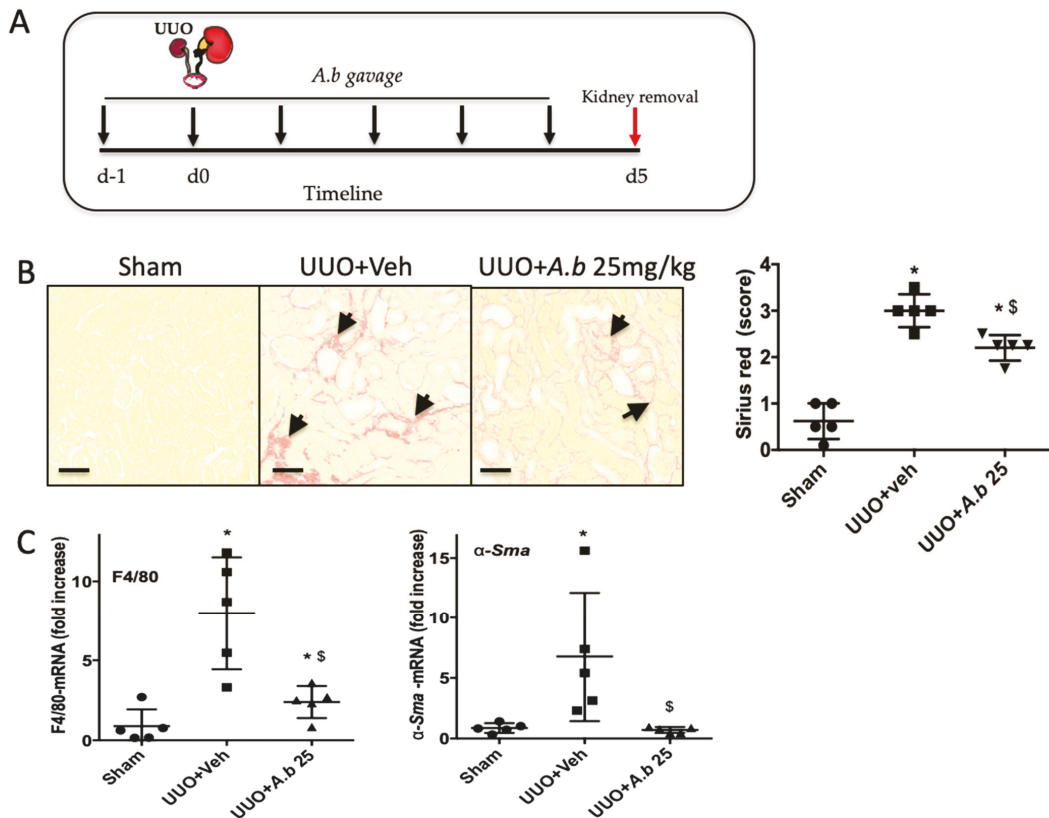 A
UUO
A.b gavage
Kidney removal
d-1
d0
d5
Timeline
B
Sham
UUO+Veh
UUO+A.b 25mg/kg
Sirius red (score)
4
3
2
1
0
*
* $
Sham
UUO+veh
UUO+A.b 25
C
F4/80-mRNA (fold increase)
F4/80
10
5
0
*
* $
Sham
UUO+Veh
UUO+A.b 25
α-Sma -mRNA (fold increase)
α-Sma
15
10
5
0
*
$
Sham
UUO+Veh
UUO+A.b 25